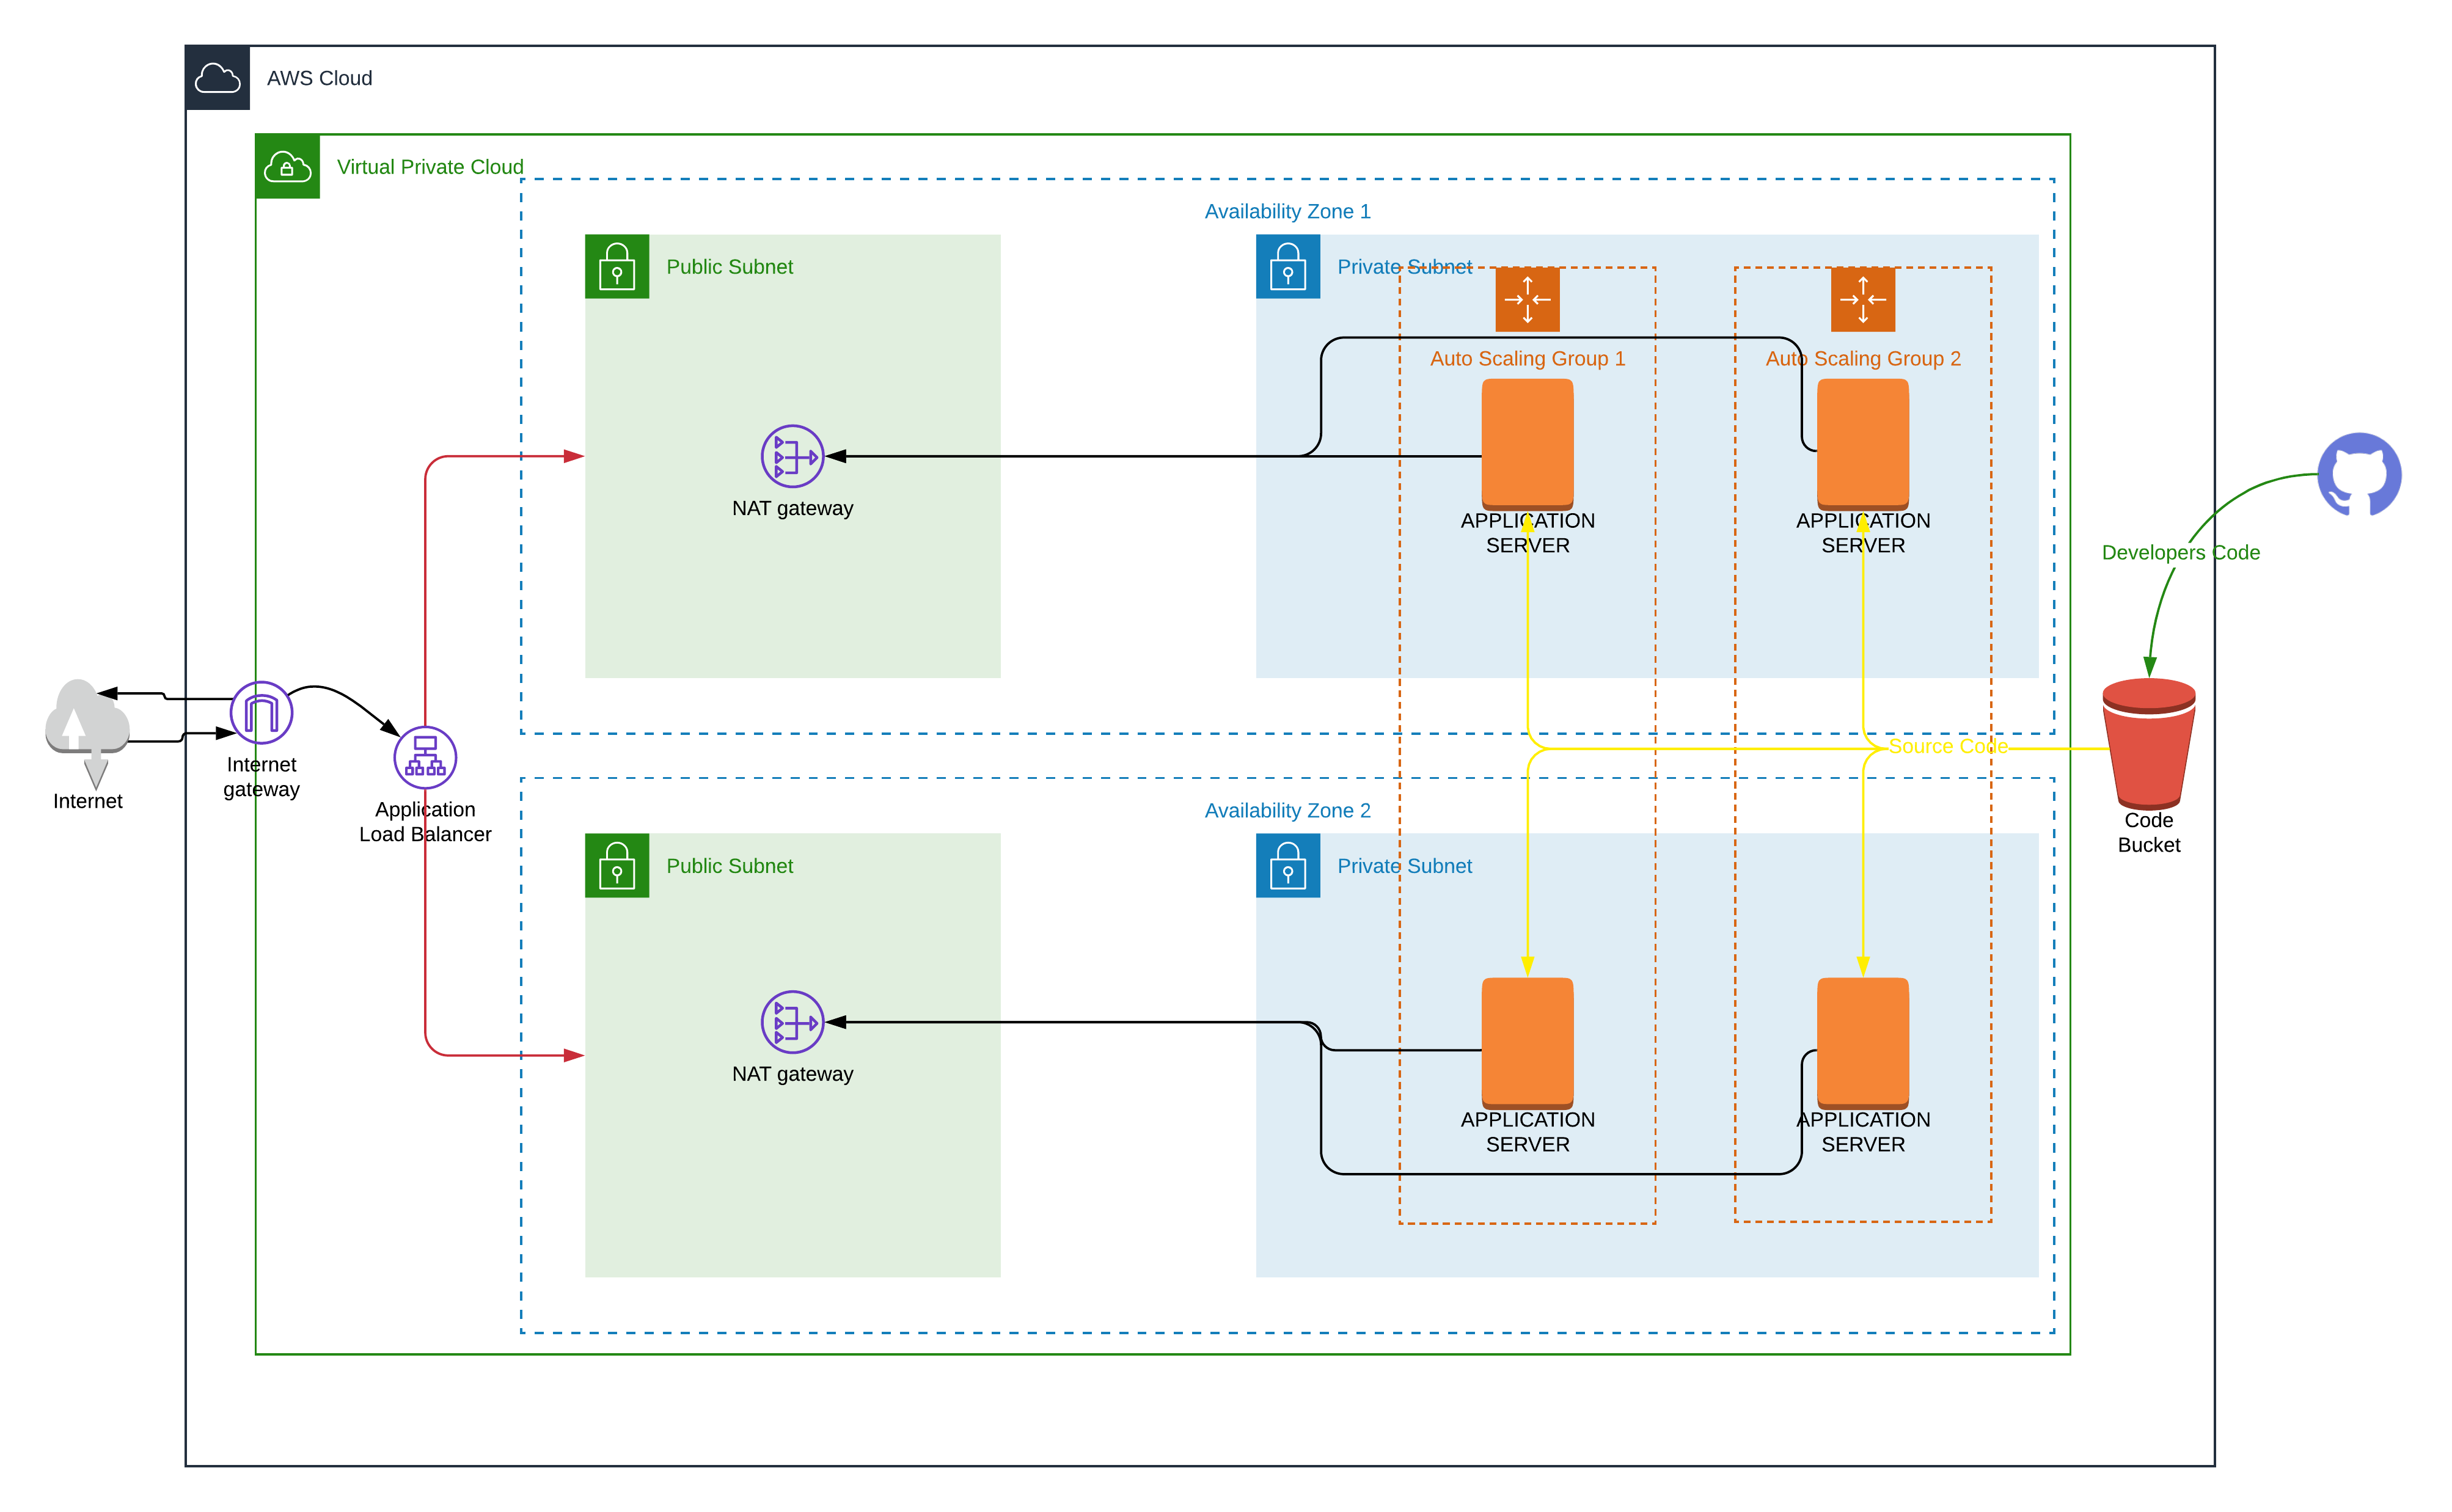 AWS Cloud
Virtual Private Cloud
Availability Zone 1
Public Subnet
Private Subnet
Auto Scaling Group 1
Auto Scaling Group 2
NAT gateway
APPLICATION
SERVER
APPLICATION
SERVER
Developers Code
Internet
Internet
gateway
Application
Load Balancer
Source Code
Code
Bucket
Availability Zone 2
Public Subnet
Private Subnet
NAT gateway
APPLICATION
SERVER
APPLICATION
SERVER